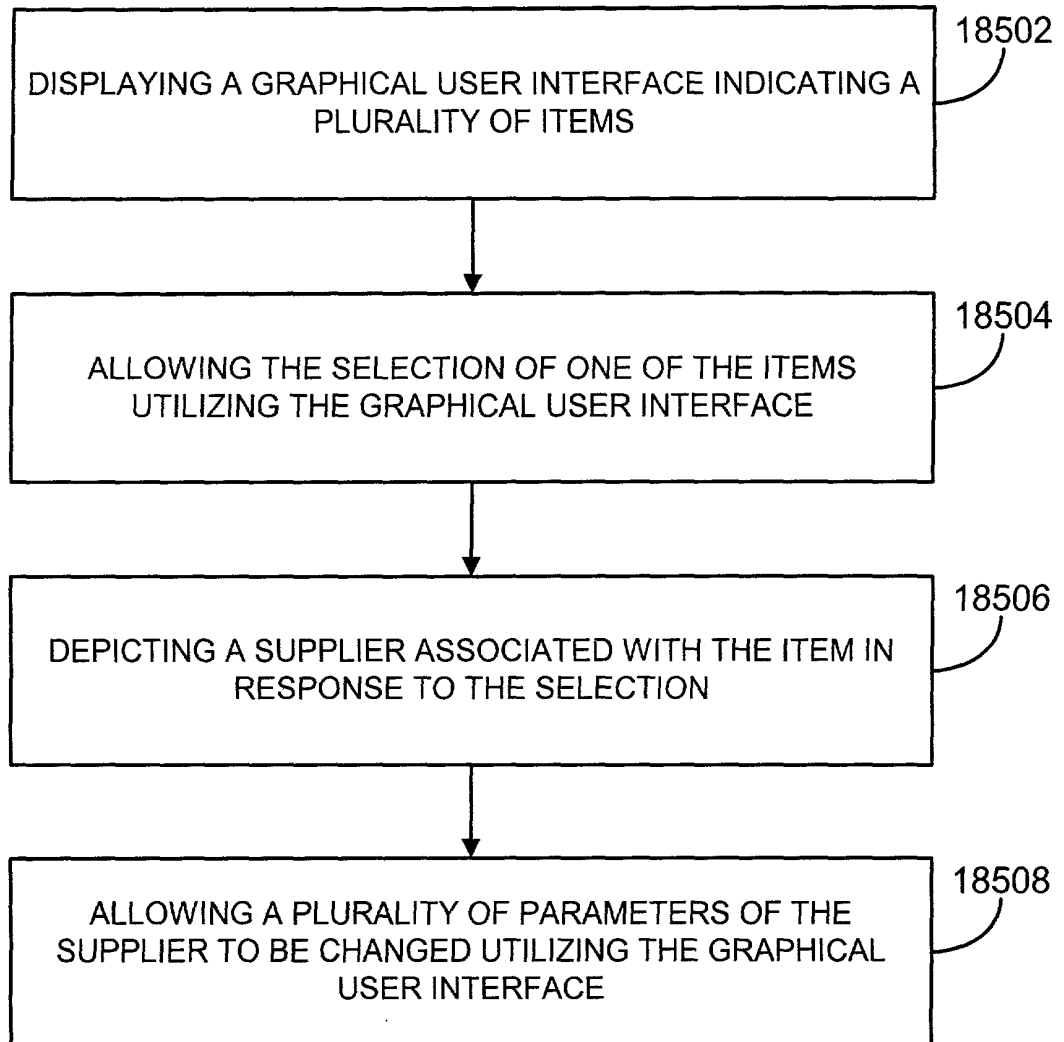 18502
DISPLAYING A GRAPHICAL USER INTERFACE INDICATING A
PLURALITY OF ITEMS
18504
ALLOWING THE SELECTION OF ONE OF THE ITEMS
UTILIZING THE GRAPHICAL USER INTERFACE
18506
DEPICTING A SUPPLIER ASSOCIATED WITH THE ITEM IN
RESPONSE TO THE SELECTION
18508
ALLOWING A PLURALITY OF PARAMETERS OF THE
SUPPLIER TO BE CHANGED UTILIZING THE GRAPHICAL
USER INTERFACE